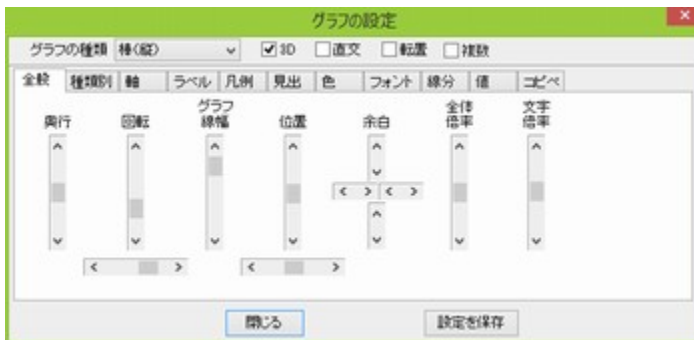 グラフの設定
グラフの種類 棒(縦) 3D 直交 転置 複数
全般 種類別 軸 ラベル 凡例 見出 色 フォント 線分 値 コピペ
奥行 回転 グラフ線幅 位置 余白 全体倍率 文字倍率
閉じる 設定を保存